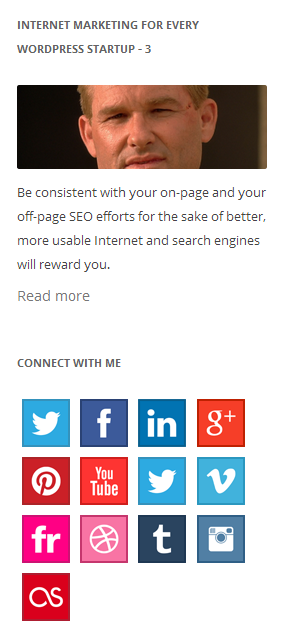 INTERNET MARKETING FOR EVERY
WORDPRESS STARTUP - 3
Be consistent with your on-page and your
off-page SEO efforts for the sake of better,
more usable Internet and search engines
will reward you.
Read more
CONNECT WITH ME
f in g+
You
Tube
fr t